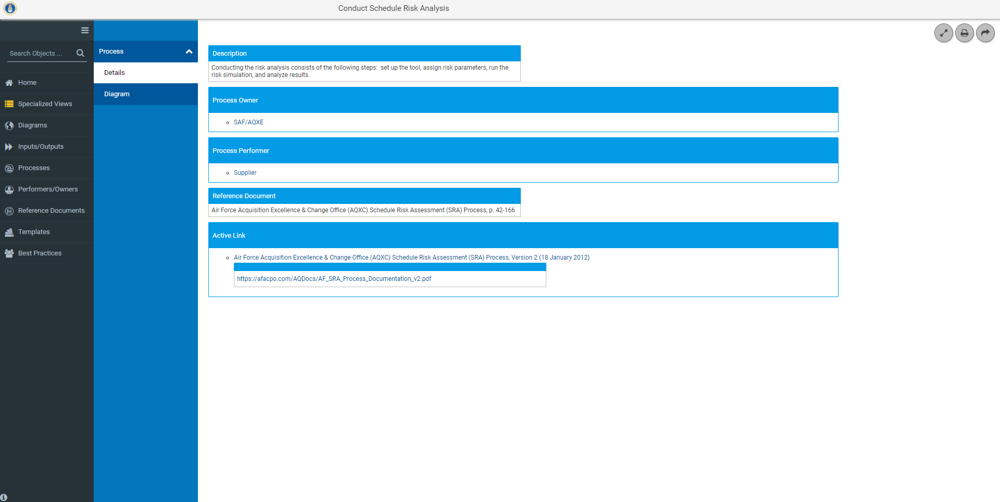 Conduct Schedule Risk Analysis
Search Objects ...
Home
Specialized Views
Diagrams
Inputs/Outputs
Processes
Performers/Owners
Reference Documents
Templates
Best Practices
Process
Details
Diagram
Description
Conducting the risk analysis consists of the following steps:  set up the tool, assign risk parameters, run the
risk simulation, and analyze results.
Process Owner
SAF/AQXE
Process Performer
Supplier
Reference Document
Air Force Acquisition Excellence & Change Office (AQXC) Schedule Risk Assessment (SRA) Process, p. 42-166
Active Link
Air Force Acquisition Excellence & Change Office (AQXC) Schedule Risk Assessment (SRA) Process, Version 2 (18 January 2012)
https://afacpo.com/AQDocs/AF_SRA_Process_Documentation_v2.pdf